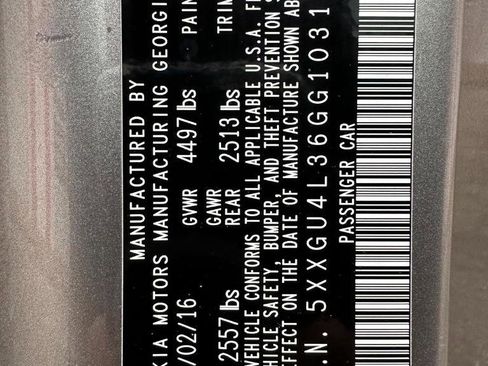 MANUFACTURED BY
KIA MOTORS MANUFACTURING GEORGI
/02/16 GVWR 4497 lbs PAIN
GAWR
2557 lbs REAR 2513 lbs TRIM
VEHICLE CONFORMS TO ALL APPLICABLE U.S.A. F
VEHICLE SAFETY, BUMPER, AND THEFT PREVENTION S
EFFECT ON THE DATE OF MANUFACTURE SHOWN AB
.N. 5XXGU4L36GG1031
PASSENGER CAR